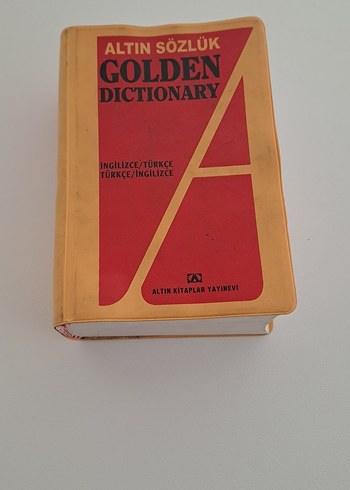 ALTIN SÖZLÜK
GOLDEN
DICTIONARY
İNGİLİZCE/TÜRKÇE
TÜRKÇE/İNGİLİZCE
ALTIN KİTAPLAR YAYINEVİ